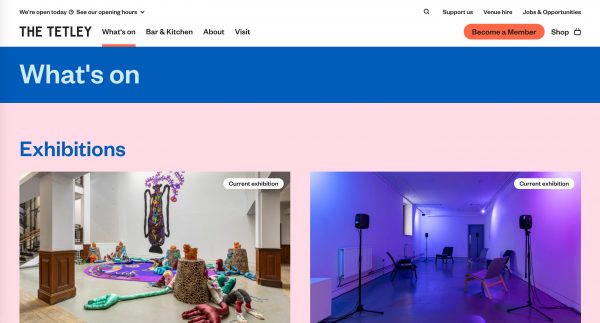 We're open today See our opening hours
Support us Venue hire Jobs & Opportunities
THE TETLEY What's on Bar & Kitchen About Visit Become a Member Shop
What's on
Exhibitions
Current exhibition Current exhibition